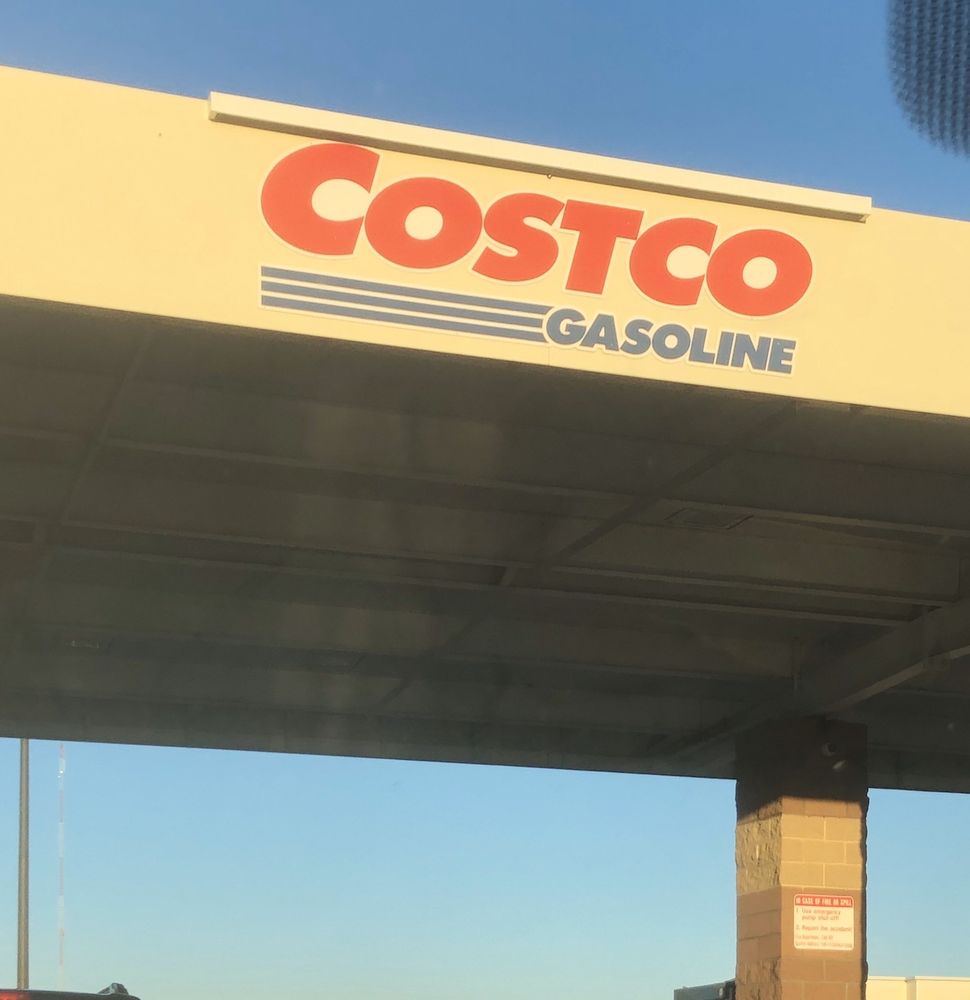 COSTCO
GASOLINE
IN CASE OF FIRE OR SPILL
1. Use emergency
pump shut-off!
2. Report the accident!